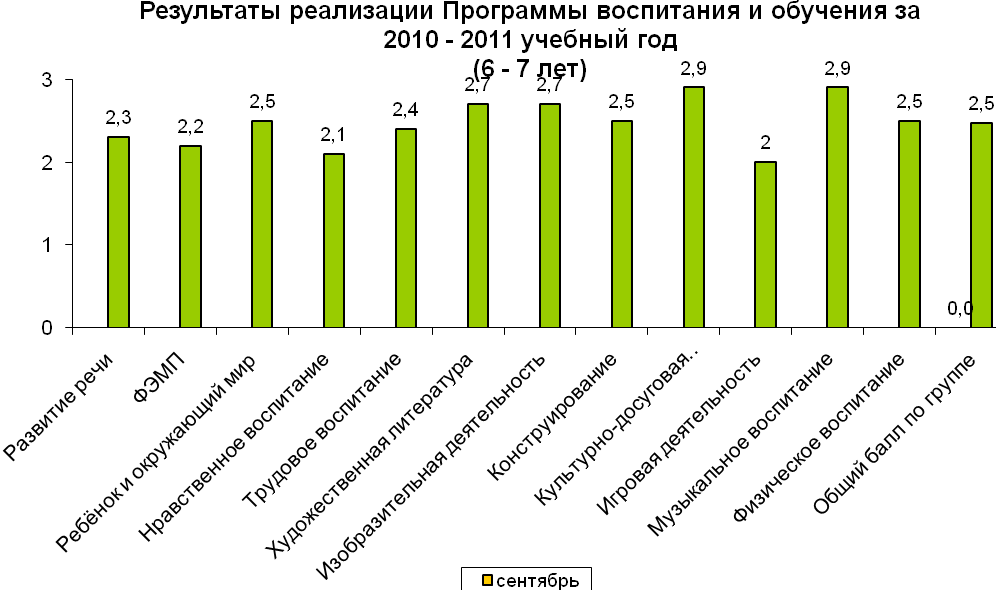 Результаты реализации Программы воспитания и обучения за
2010 - 2011 учебный год
(6 - 7 лет)
3
2
1
0
2,3
2,2
2,5
2,1
2,4
2,7
2,7
2,5
2,9
2
2,9
2,5
0,0
2,5
Развитие речи
ФЭМП
Ребёнок и окружающий мир
Нравственное воспитание
Трудовое воспитание
Художественная литература
Изобразительная деятельность
Конструирование
Культурно-досуговая..
Игровая деятельность
Музыкальное воспитание
Физическое воспитание
Общий балл по группе
сентябрь